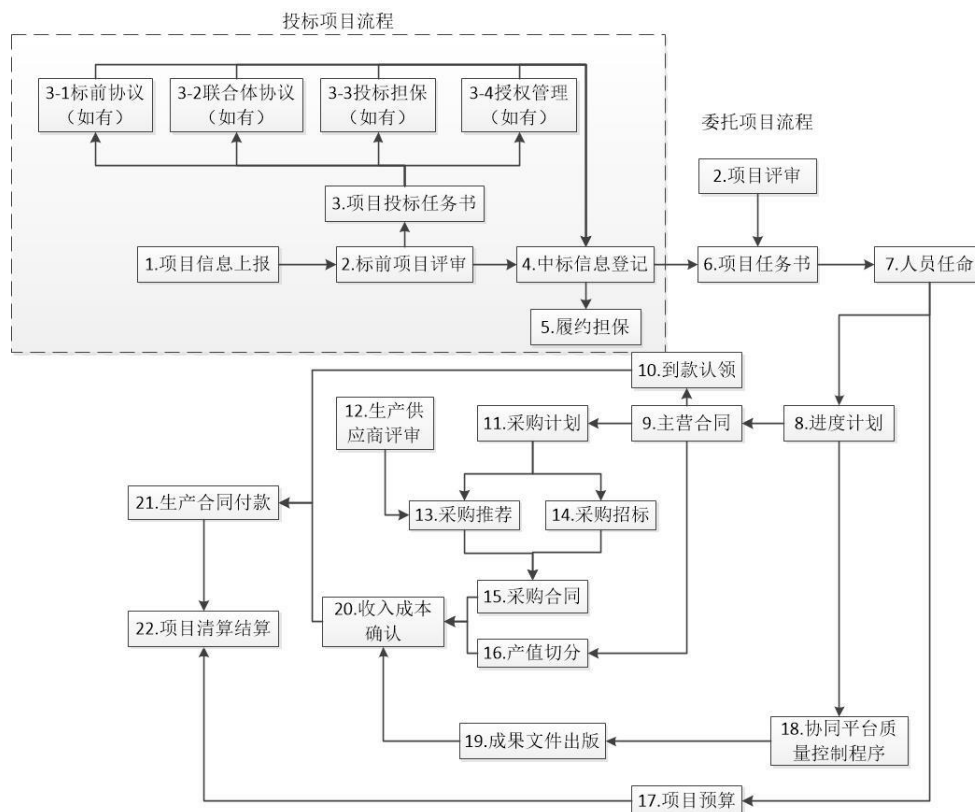 投标项目流程
3-1标前协议
（如有）
3-2联合体协议
（如有）
3-3投标担保
（如有）
3-4授权管理
（如有）
委托项目流程
2.项目评审
3.项目投标任务书
1.项目信息上报
2.标前项目评审
4.中标信息登记
6.项目任务书
7.人员任命
5.履约担保
10.到款认领
12.生产供
应商评审
11.采购计划
9.主营合同
8.进度计划
21.生产合同付款
13.采购推荐
14.采购招标
15.采购合同
20.收入成本
确认
22.项目清算结算
16.产值切分
19.成果文件出版
18.协同平台质
量控制程序
17.项目预算